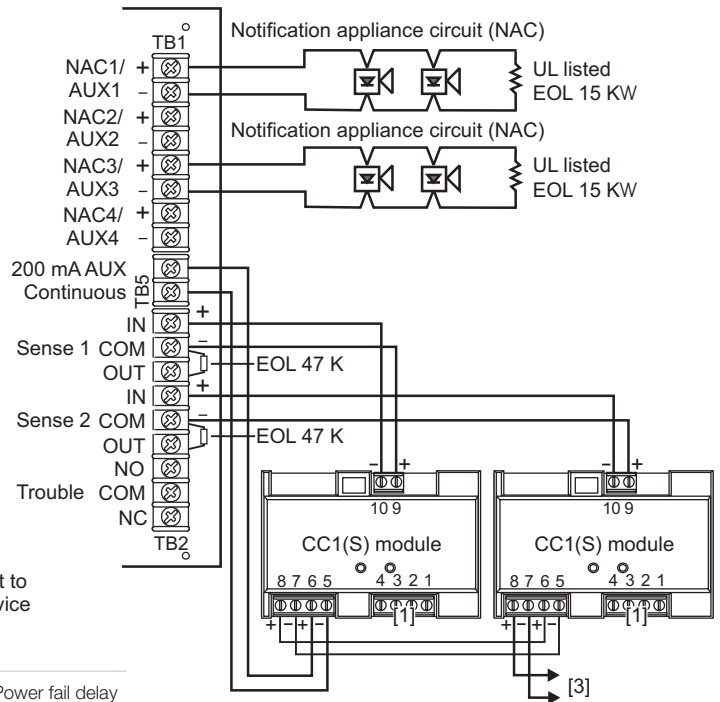 TB1
Notification appliance circuit (NAC)
NAC1/ +
AUX1 –
UL listed
EOL 15 KW
NAC2/ +
AUX2 –
Notification appliance circuit (NAC)
NAC3/ +
AUX3 –
UL listed
EOL 15 KW
NAC4/ +
AUX4 –
200 mA AUX
Continuous
TB5
+
IN
Sense 1 COM –
OUT
EOL 47 K
+
IN
Sense 2 COM –
OUT
EOL 47 K
NO
Trouble COM
NC
TB2
– +
10 9
CC1(S) module
8 7 6 5 4 3 2 1
[1]
+ – + –
– +
10 9
CC1(S) module
8 7 6 5 4 3 2 1
[1]
+ – + –
[3]
t to
vice
Power fail delay